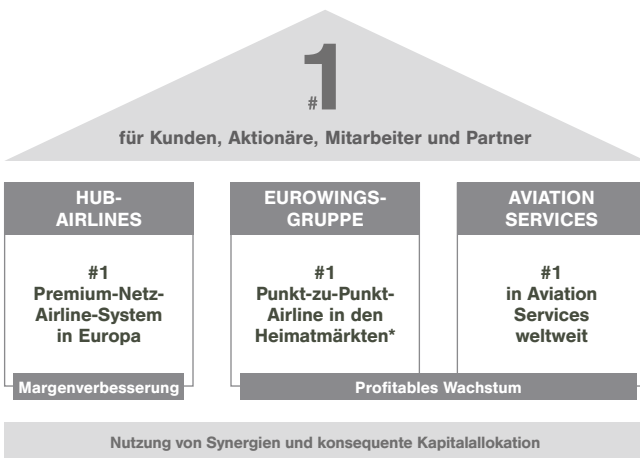 #1
für Kunden, Aktionäre, Mitarbeiter und Partner
HUB-
AIRLINES
#1
Premium-Netz-
Airline-System
in Europa
Margenverbesserung
EUROWINGS-
GRUPPE
#1
Punkt-zu-Punkt-
Airline in den
Heimatmärkten*
AVIATION
SERVICES
#1
in Aviation
Services
weltweit
Profitables Wachstum
Nutzung von Synergien und konsequente Kapitalallokation